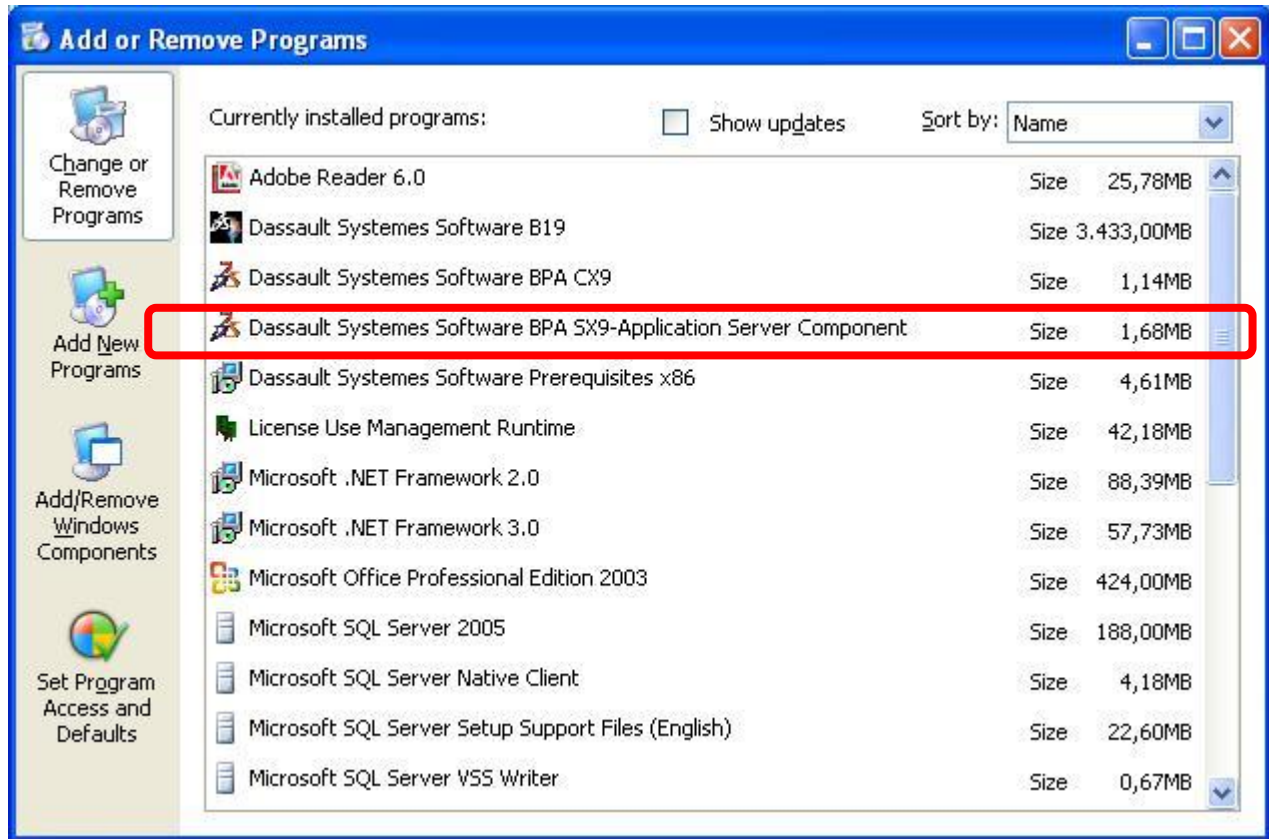 Add or Remove Programs
Change or
Remove
Programs
Add New
Programs
Add/Remove
Windows
Components
Set Program
Access and
Defaults
Currently installed programs:
Show updates
Sort by: Name
Adobe Reader 6.0 Size 25,78MB
Dassault Systemes Software B19 Size 3.433,00MB
Dassault Systemes Software BPA CX9 Size 1,14MB
Dassault Systemes Software BPA SX9-Application Server Component Size 1,68MB
Dassault Systemes Software Prerequisites x86 Size 4,61MB
License Use Management Runtime Size 42,18MB
Microsoft .NET Framework 2.0 Size 88,39MB
Microsoft .NET Framework 3.0 Size 57,73MB
Microsoft Office Professional Edition 2003 Size 424,00MB
Microsoft SQL Server 2005 Size 188,00MB
Microsoft SQL Server Native Client Size 4,18MB
Microsoft SQL Server Setup Support Files (English) Size 22,60MB
Microsoft SQL Server VSS Writer Size 0,67MB